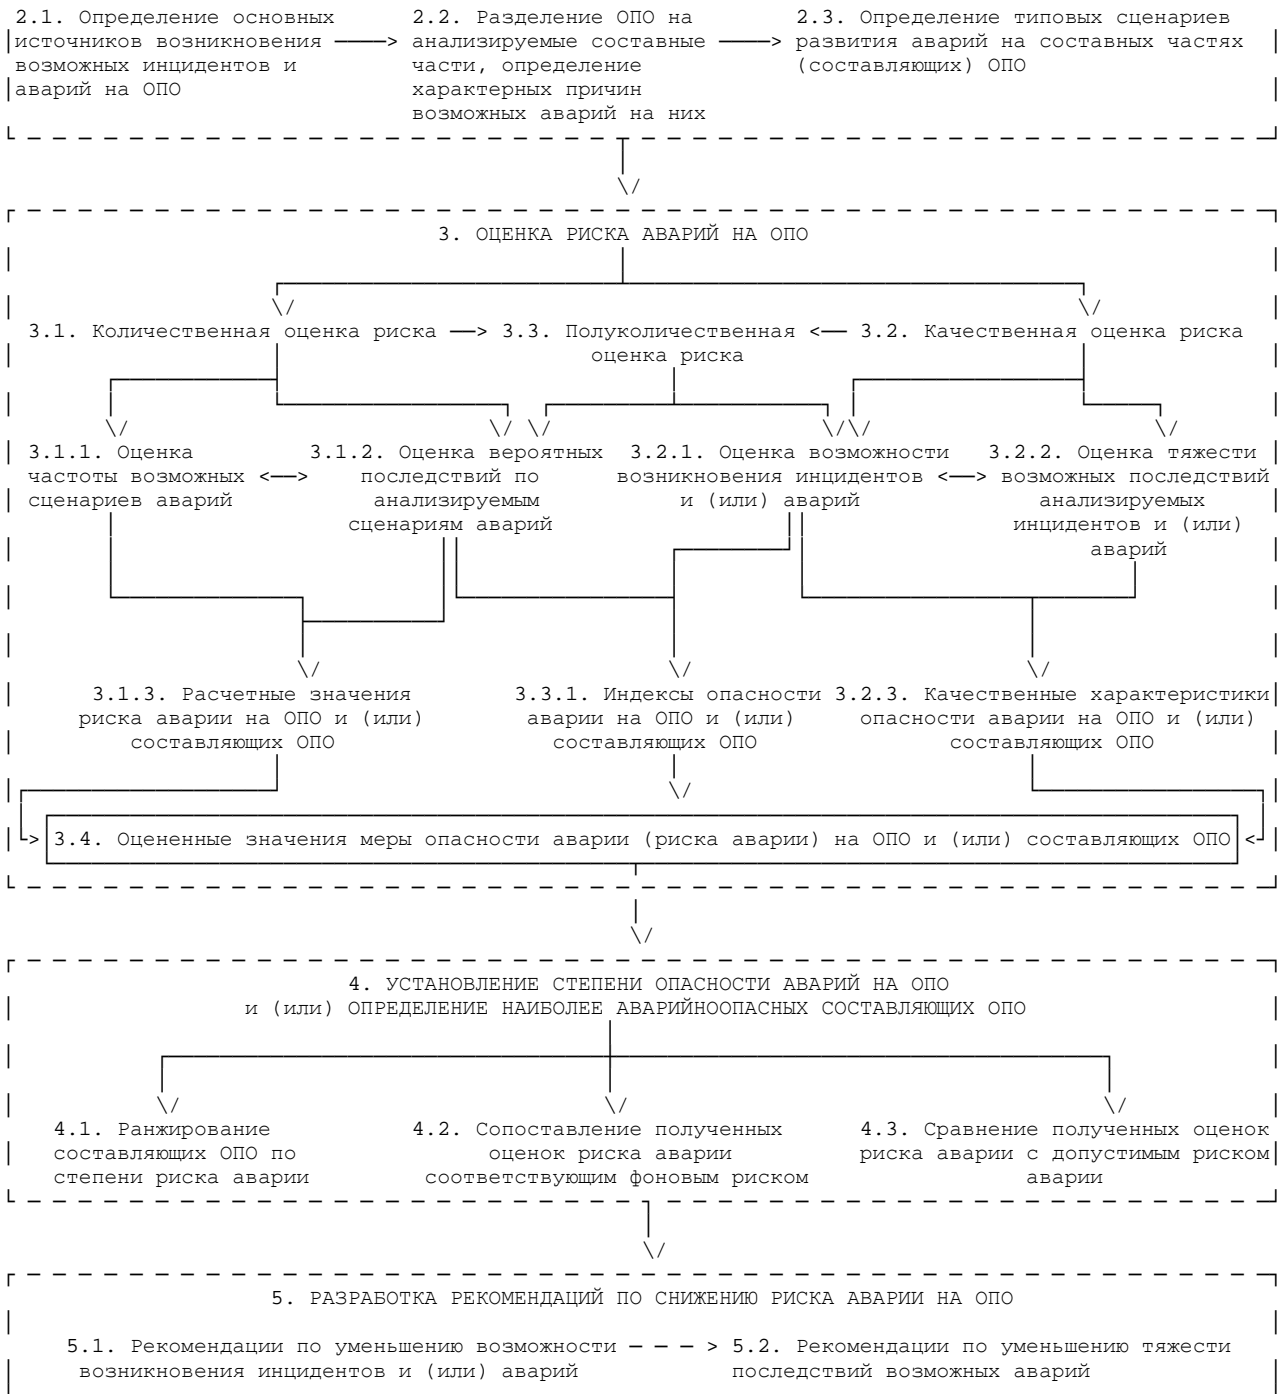 2.1. Определение основных 2.2. Разделение ОПО на 2.3. Определение типовых сценариев
источников возникновения анализируемые составные развития аварий на составных частях
возможных инцидентов и части, определение (составляющих) ОПО
аварий на ОПО характерных причин
возможных аварий на них
3. ОЦЕНКА РИСКА АВАРИЙ НА ОПО
3.1. Количественная оценка риска 3.3. Полуколичественная 3.2. Качественная оценка риска
оценка риска
3.1.1. Оценка 3.1.2. Оценка вероятных 3.2.1. Оценка возможности 3.2.2. Оценка тяжести
частоты возможных последствий по возникновения инцидентов возможных последствий
сценариев аварий анализируемым и (или) аварий анализируемых
сценариям аварий инцидентов и (или)
аварий
3.1.3. Расчетные значения 3.3.1. Индексы опасности 3.2.3. Качественные характеристики
риска аварии на ОПО и (или) аварии на ОПО и (или) опасности аварии на ОПО и (или)
составляющих ОПО составляющих ОПО составляющих ОПО
3.4. Оцененные значения меры опасности аварии (риска аварии) на ОПО и (или) составляющих ОПО
4. УСТАНОВЛЕНИЕ СТЕПЕНИ ОПАСНОСТИ АВАРИЙ НА ОПО
и (или) ОПРЕДЕЛЕНИЕ НАИБОЛЕЕ АВАРИЙНООПАСНЫХ СОСТАВЛЯЮЩИХ ОПО
4.1. Ранжирование 4.2. Сопоставление полученных 4.3. Сравнение полученных оценок
составляющих ОПО по оценок риска аварии риска аварии с допустимым риском
степени риска аварии соответствующим фоновым риском аварии
5. РАЗРАБОТКА РЕКОМЕНДАЦИЙ ПО СНИЖЕНИЮ РИСКА АВАРИИ НА ОПО
5.1. Рекомендации по уменьшению возможности 5.2. Рекомендации по уменьшению тяжести
возникновения инцидентов и (или) аварий последствий возможных аварий